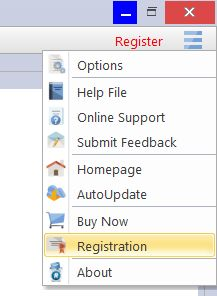 Register
Options
Help File
Online Support
Submit Feedback
Homepage
AutoUpdate
Buy Now
Registration
About